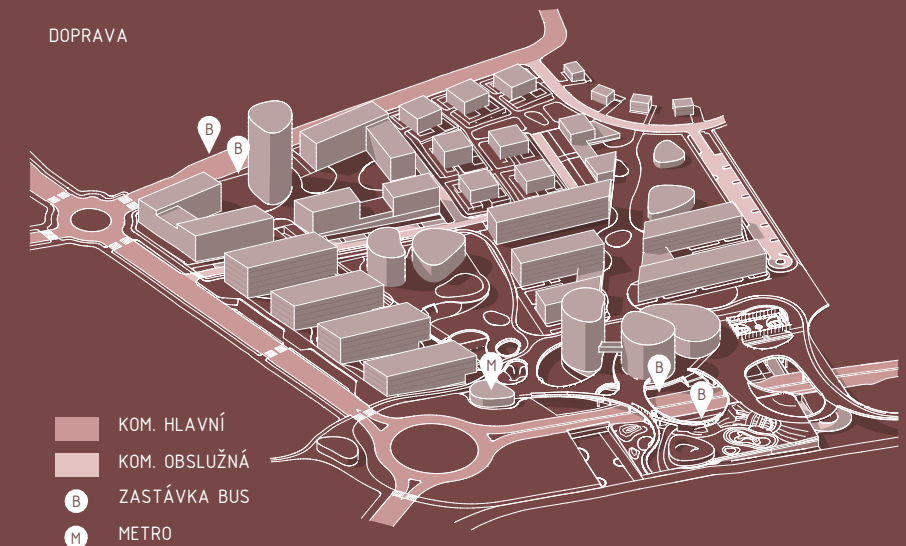 DOPRAVA
B
B
M
B
B
KOM. HLAVNÍ
KOM. OBSLUŽNÁ
B ZASTÁVKA BUS
M METRO